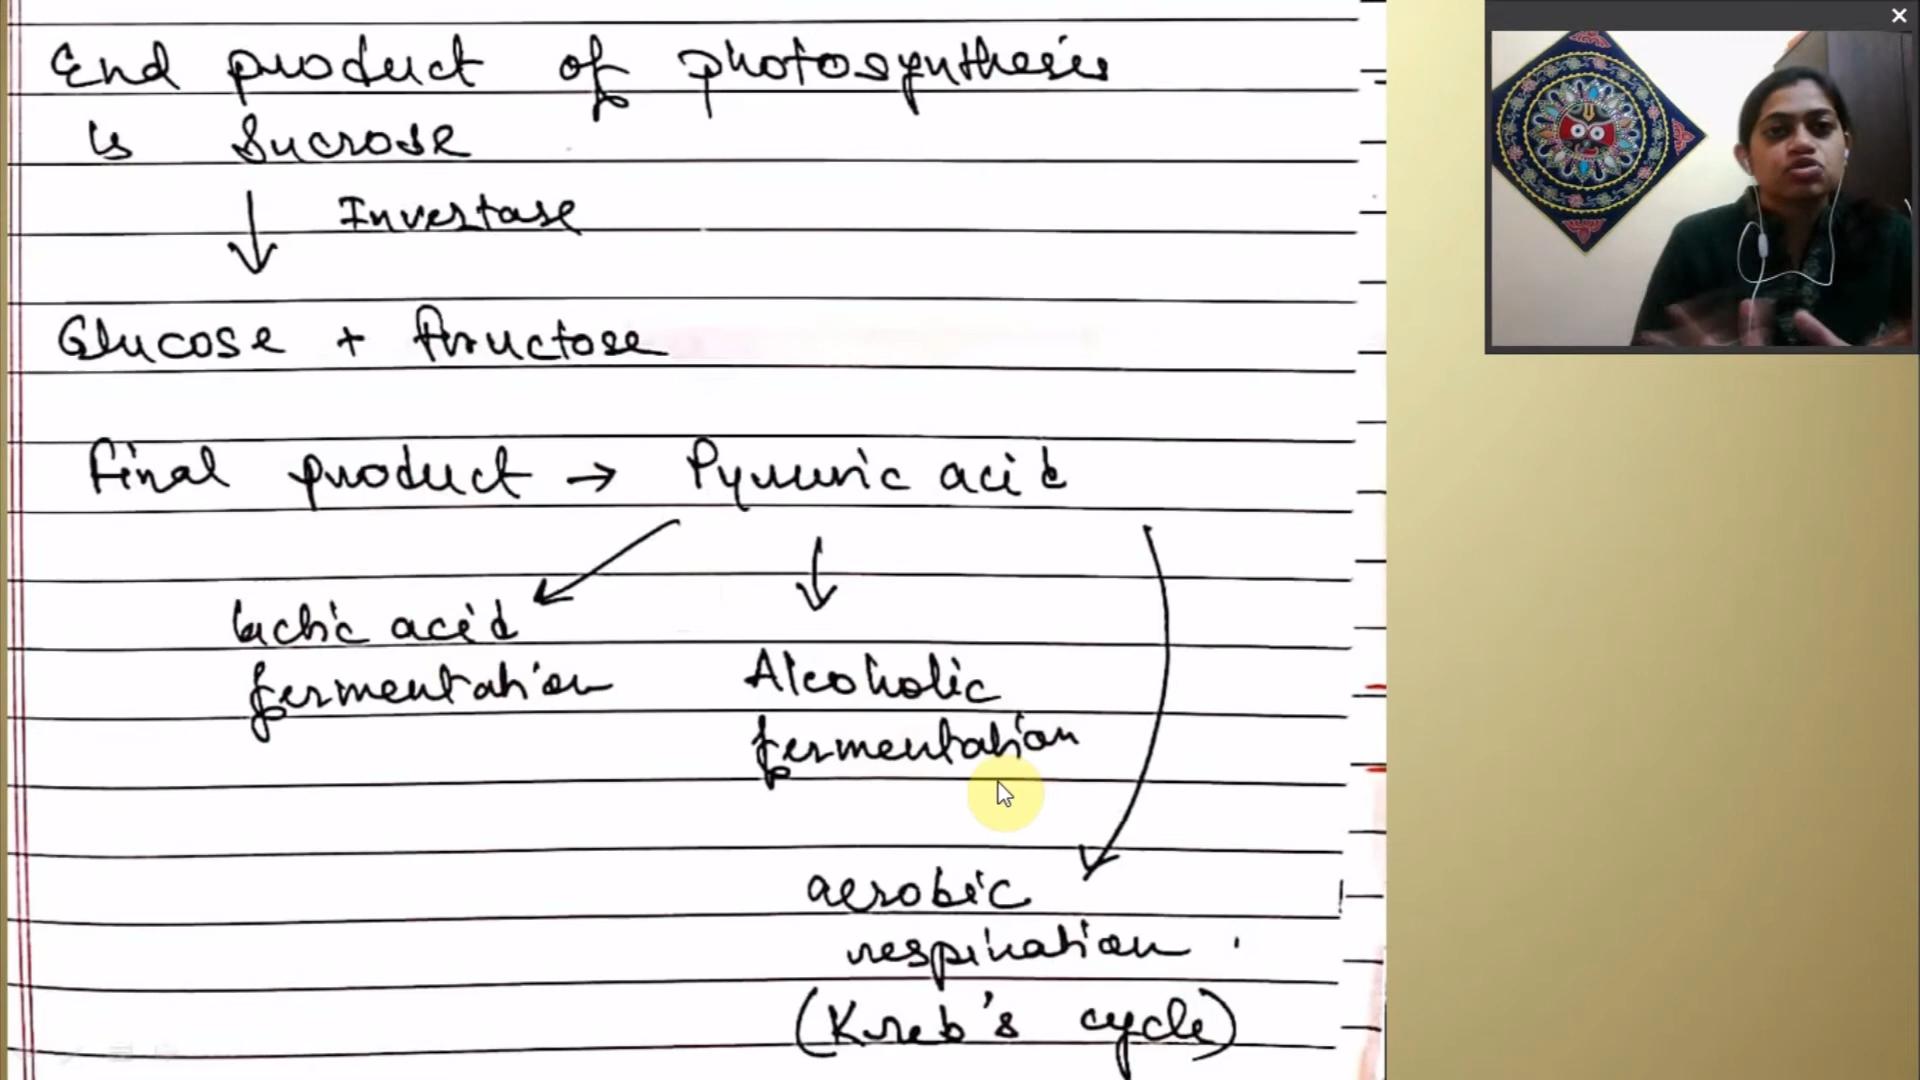 End product of photosynthesis
is Sucrose
Invertase
Glucose + fructose
Final product → Pyruvic acid
lactic acid
fermentation
Alcoholic
fermentation
aerobic
respiration
(Kreb's cycle)